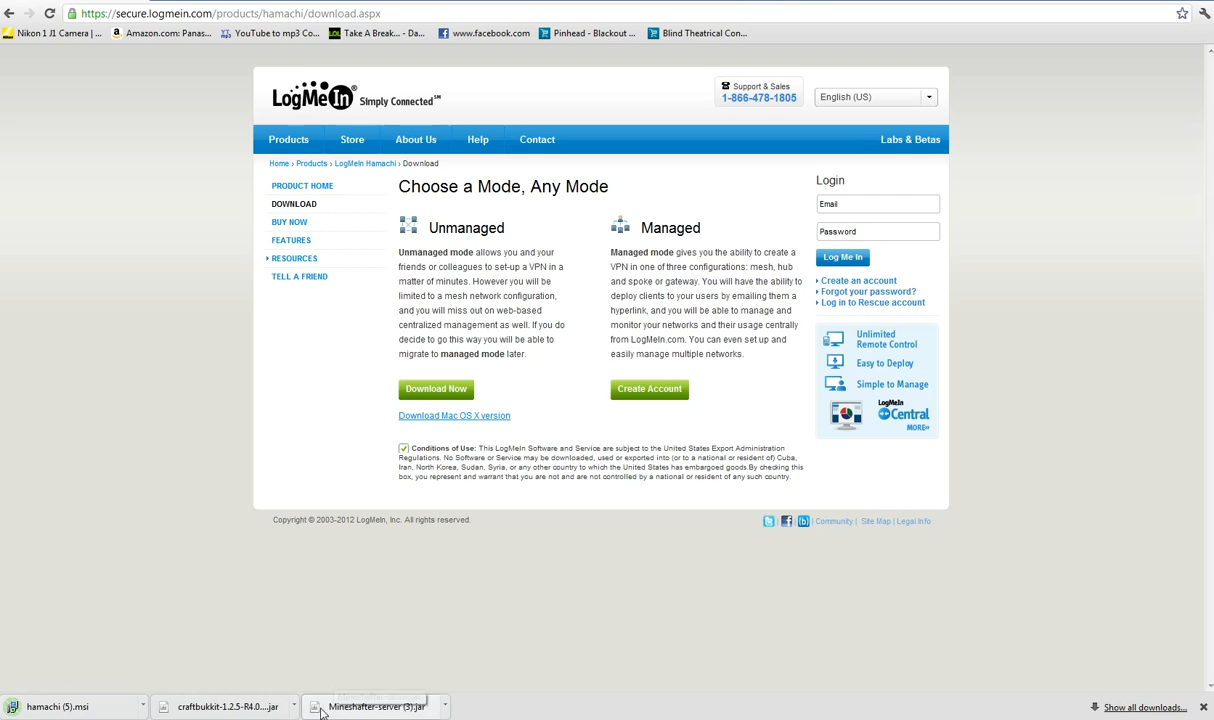 https://secure.logmein.com/products/hamachi/download.aspx
Nikon 1 J1 Camera | ...
Amazon.com: Panas...
YouTube to mp3 Co...
Take A Break... - Da...
www.facebook.com
Pinhead - Blackout ...
Blind Theatrical Con...
LogMeIn® Simply Connected℠
Support & Sales
1-866-478-1805
English (US)
Products
Store
About Us
Help
Contact
Labs & Betas
Home › Products › LogMeIn Hamachi › Download
PRODUCT HOME
DOWNLOAD
BUY NOW
FEATURES
RESOURCES
TELL A FRIEND
Choose a Mode, Any Mode
Unmanaged
Unmanaged mode allows you and your
friends or colleagues to set-up a VPN in a
matter of minutes. However you will be
limited to a mesh network configuration,
and you will miss out on web-based
centralized management as well. If you do
decide to go this way you will be able to
migrate to managed mode later.
Download Now
Download Mac OS X version
Managed
Managed mode gives you the ability to create a
VPN in one of three configurations: mesh, hub
and spoke or gateway. You will have the ability to
deploy clients to your users by emailing them a
hyperlink, and you will be able to manage and
monitor your networks and their usage centrally
from LogMeIn.com. You can even set up and
easily manage multiple networks.
Create Account
Conditions of Use: This LogMeIn Software and Service are subject to the United States Export Administration
Regulations. No Software or Service may be downloaded, used or exported into (or to a national or resident of) Cuba,
Iran, North Korea, Sudan, Syria, or any other country to which the United States has embargoed goods.By checking this
box, you represent and warrant that you are not and are not controlled by a national or resident of any such country.
Login
Email
Password
Log Me In
Create an account
Forgot your password?
Log in to Rescue account
Unlimited
Remote Control
Easy to Deploy
Simple to Manage
LogMeIn
Central
MORE»
Copyright © 2003-2012 LogMeIn, Inc. All rights reserved.
Community | Site Map | Legal Info
hamachi (5).msi
craftbukkit-1.2.5-R4.0....jar
Mineshafter-server (3).jar
Show all downloads...